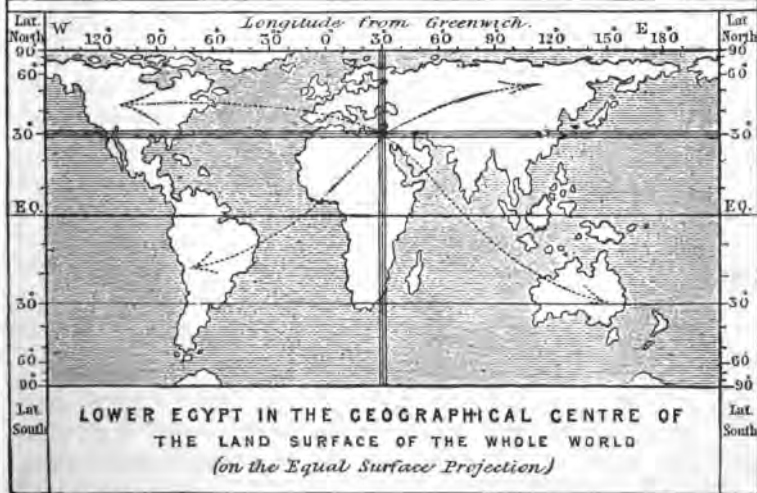 Lat. Longitude from Greenwich. Lat
North W E North
120° 90° 60° 30° 0° 30° 60° 90° 120° 150° 180°
90° 90
60° 60°
30° 30°
EQ. EQ.
30° 30°
60° 60°
90° 90°
Lat. LOWER EGYPT IN THE GEOGRAPHICAL CENTRE OF Lat.
South THE LAND SURFACE OF THE WHOLE WORLD South
(on the Equal Surface Projection)